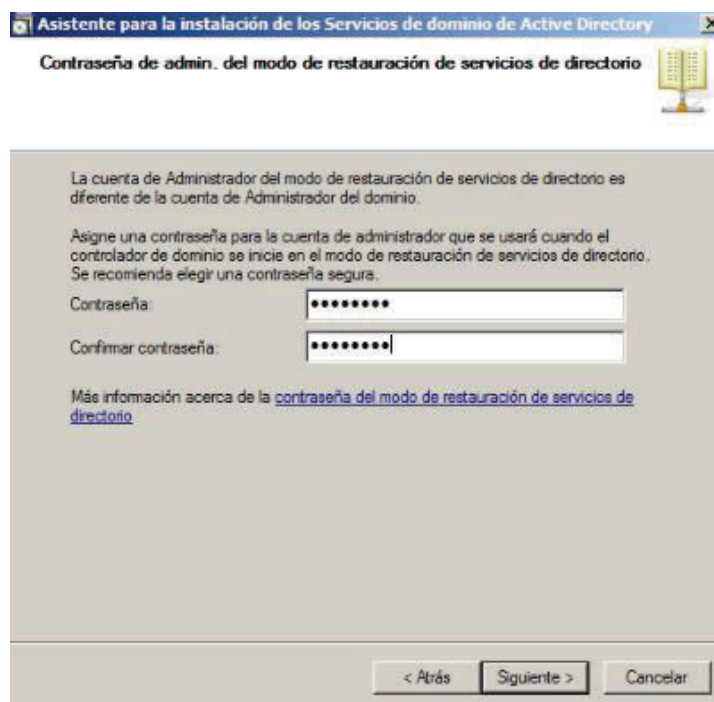 Asistente para la instalación de los Servicios de dominio de Active Directory
Contraseña de admin. del modo de restauración de servicios de directorio
La cuenta de Administrador del modo de restauración de servicios de directorio es
diferente de la cuenta de Administrador del dominio.
Asigne una contraseña para la cuenta de administrador que se usará cuando el
controlador de dominio se inicie en el modo de restauración de servicios de directorio.
Se recomienda elegir una contraseña segura.
Contraseña: ••••••••
Confirmar contraseña: ••••••••
Más información acerca de la contraseña del modo de restauración de servicios de
directorio
< Atrás Siguiente > Cancelar